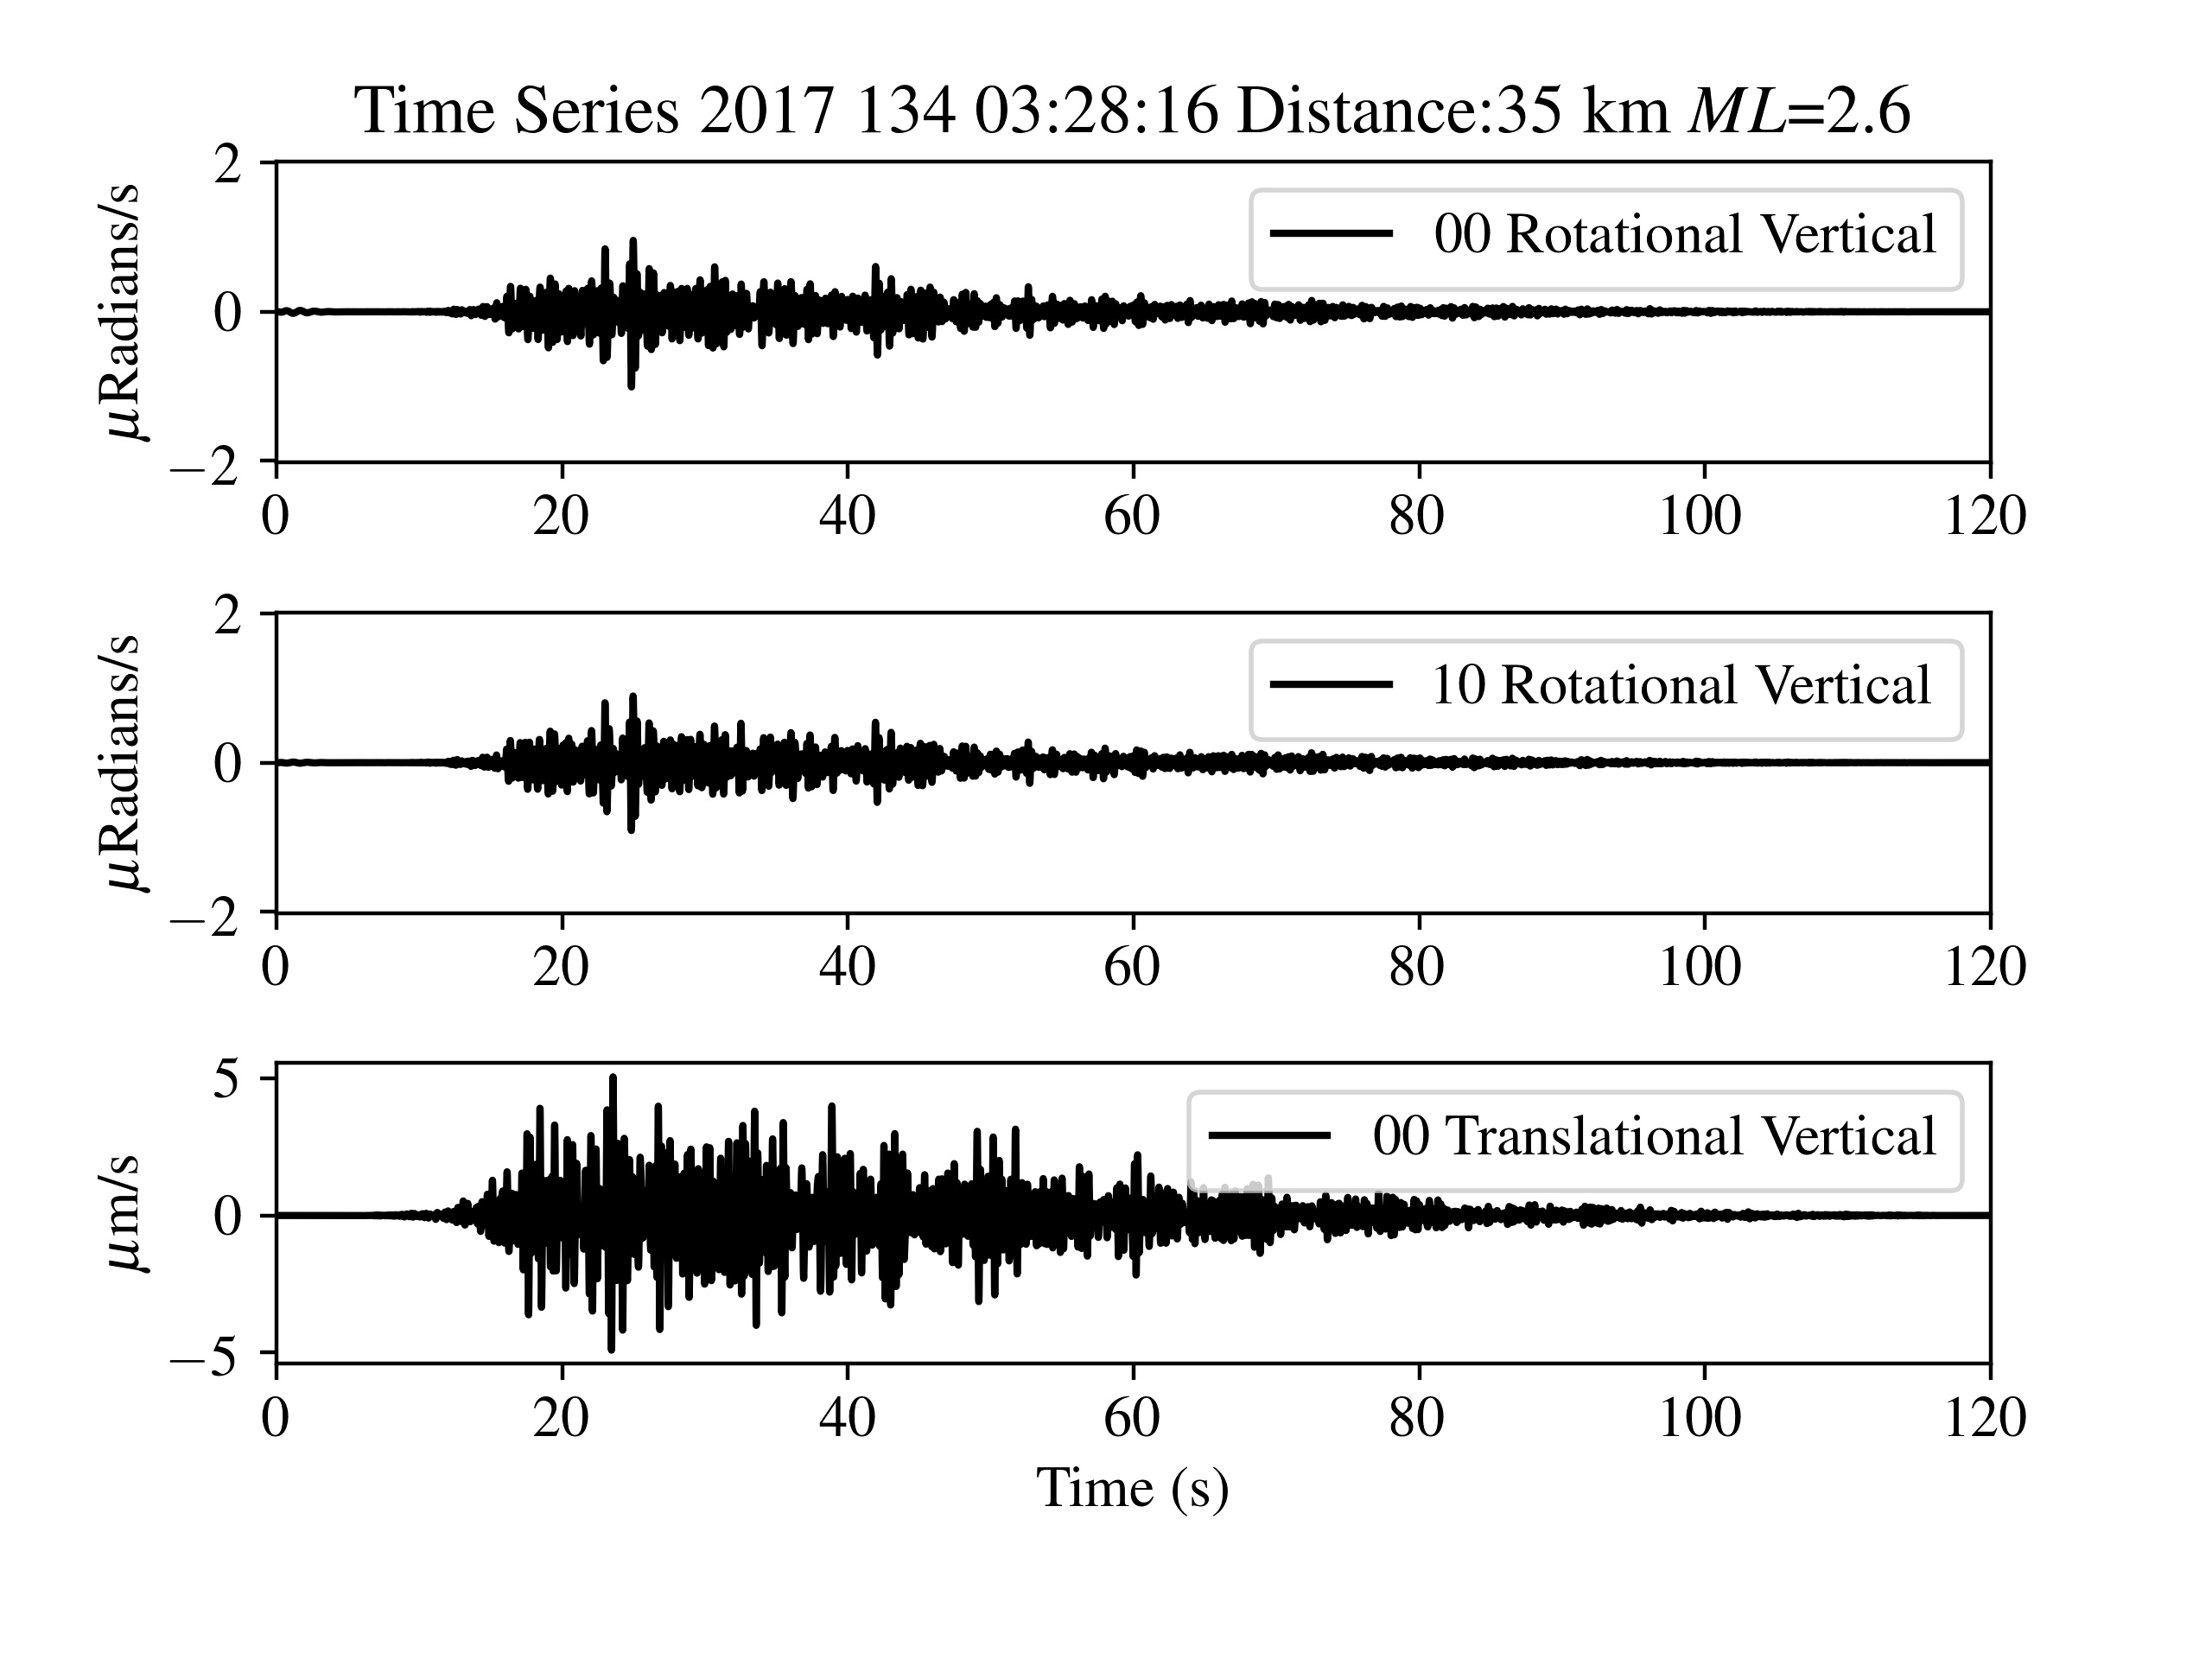 Time Series 2017 134 03:28:16 Distance:35 km ML=2.6
µRadians/s
2
0
−2
00 Rotational Vertical
0 20 40 60 80 100 120
µRadians/s
2
0
−2
10 Rotational Vertical
0 20 40 60 80 100 120
µm/s
5
0
−5
00 Translational Vertical
0 20 40 60 80 100 120
Time (s)